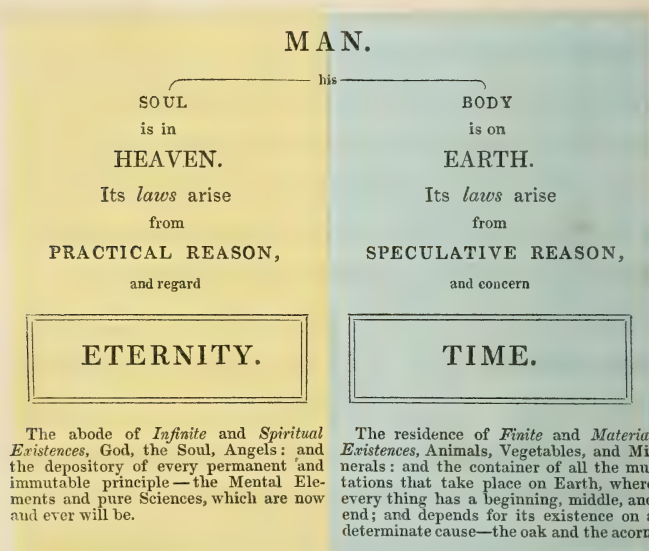 MAN.
his
SOUL
is in
HEAVEN.
Its laws arise
from
PRACTICAL REASON,
and regard
ETERNITY.
The abode of Infinite and Spiritual
Existences, God, the Soul, Angels: and
the depository of every permanent and
immutable principle—the Mental Ele-
ments and pure Sciences, which are now
and ever will be.
BODY
is on
EARTH.
Its laws arise
from
SPECULATIVE REASON,
and concern
TIME.
The residence of Finite and Materia
Existences, Animals, Vegetables, and Mi
nerals: and the container of all the mu
tations that take place on Earth, where
every thing has a beginning, middle, and
end; and depends for its existence on a
determinate cause—the oak and the acorn